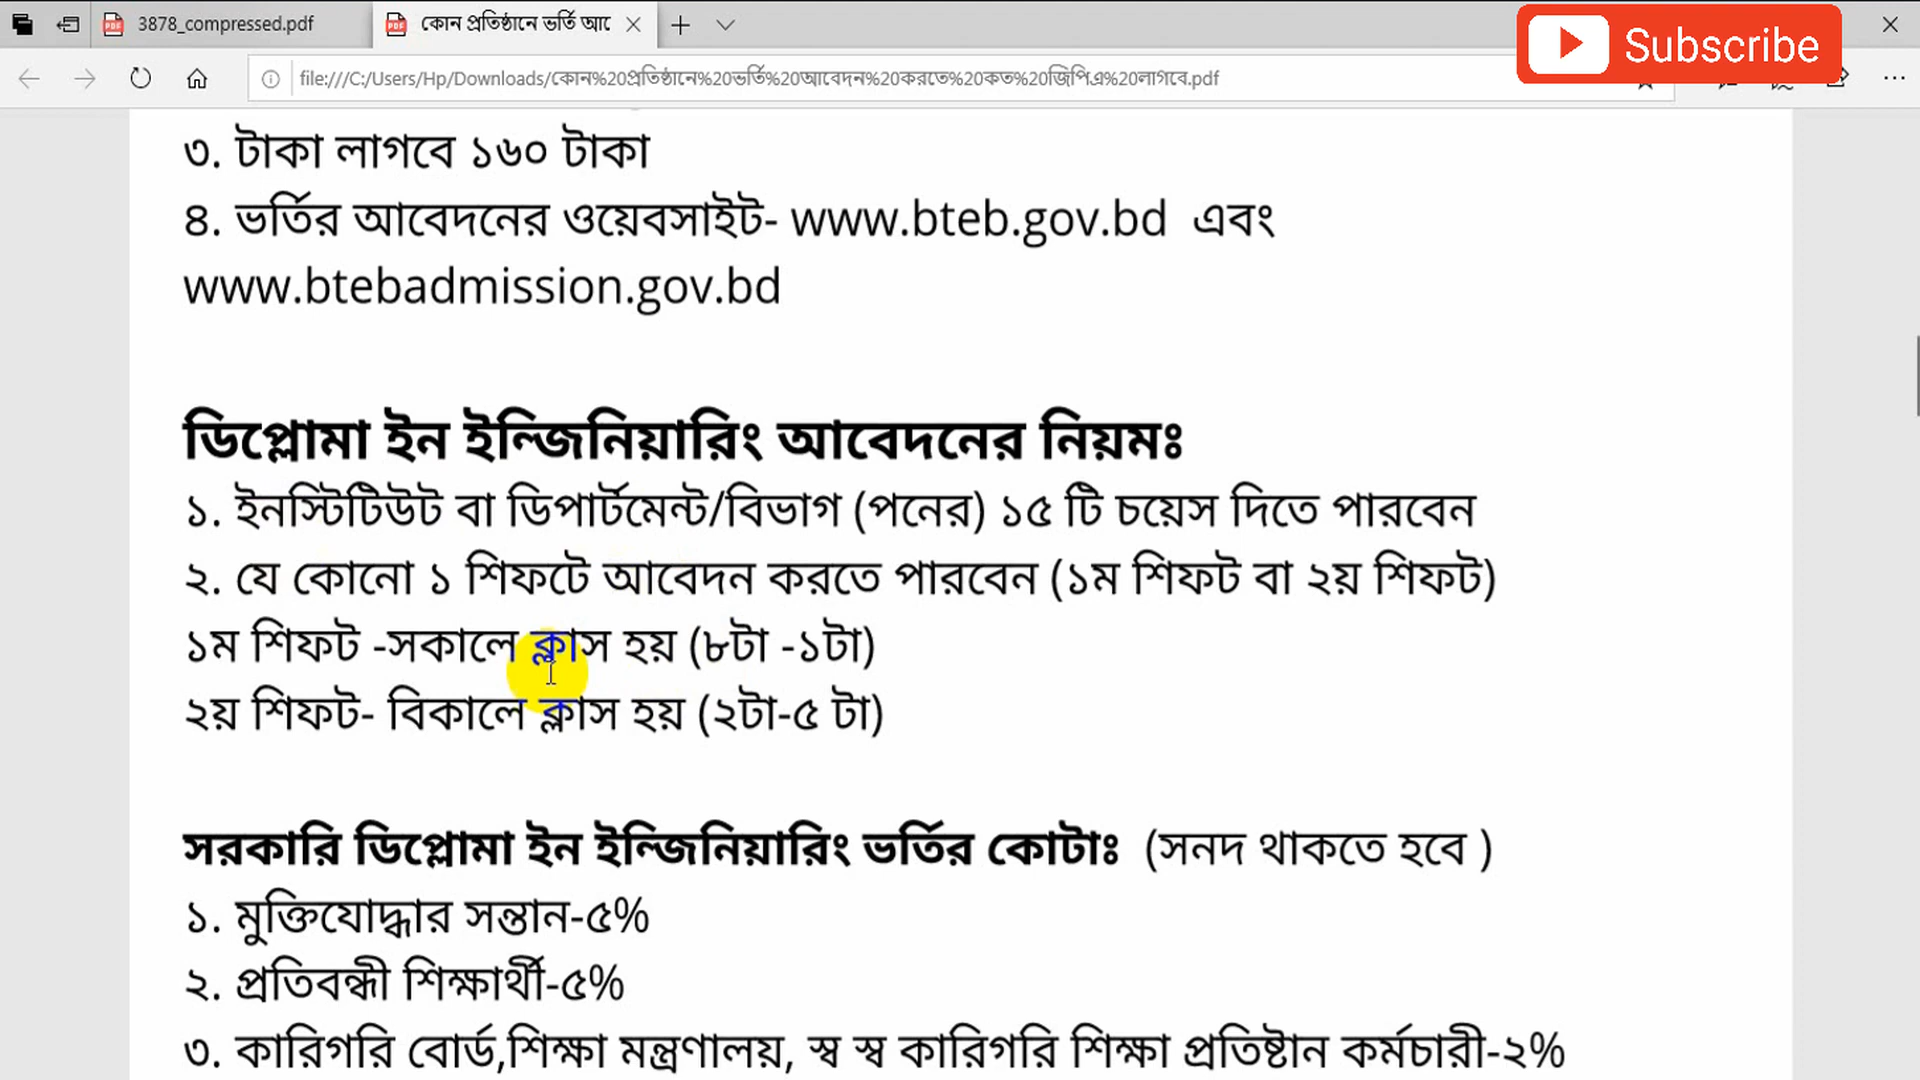 3878_compressed.pdf
কোন প্রতিষ্ঠানে ভর্তি আে
Subscribe
file:///C:/Users/Hp/Downloads/কোন%20প্রতিষ্ঠানে%20ভর্তি%20আবেদন%20করতে%20কত%20জিপিএ%20লাগবে.pdf
৩. টাকা লাগবে ১৬০ টাকা
৪. ভর্তির আবেদনের ওয়েবসাইট- www.bteb.gov.bd এবং
www.btebadmission.gov.bd
ডিপ্লোমা ইন ইন্জিনিয়ারিং আবেদনের নিয়মঃ
১. ইনস্টিটিউট বা ডিপার্টমেন্ট/বিভাগ (পনের) ১৫ টি চয়েস দিতে পারবেন
২. যে কোনো ১ শিফটে আবেদন করতে পারবেন (১ম শিফট বা ২য় শিফট)
১ম শিফট -সকালে ক্লাস হয় (৮টা -১টা)
২য় শিফট- বিকালে ক্লাস হয় (২টা-৫ টা)
সরকারি ডিপ্লোমা ইন ইন্জিনিয়ারিং ভর্তির কোটাঃ (সনদ থাকতে হবে )
১. মুক্তিযোদ্ধার সন্তান-৫%
২. প্রতিবন্ধী শিক্ষার্থী-৫%
৩. কারিগরি বোর্ড,শিক্ষা মন্ত্রণালয়, স্ব স্ব কারিগরি শিক্ষা প্রতিষ্টান কর্মচারী-২%